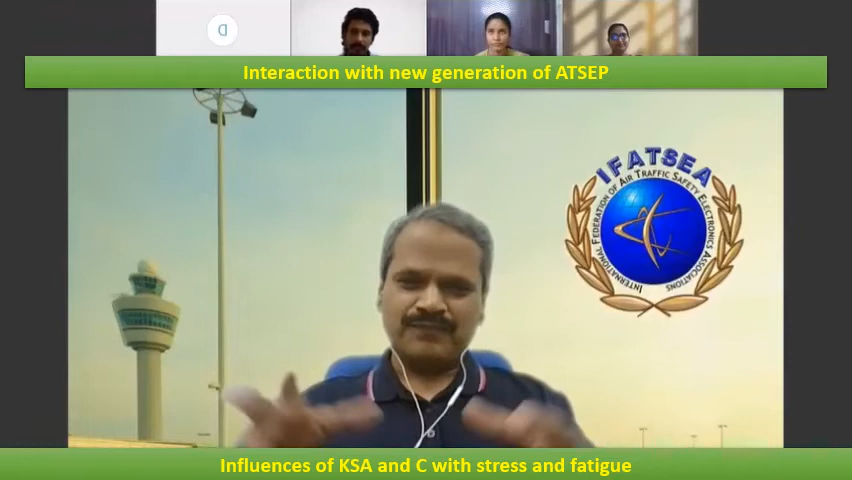 D
Interaction with new generation of ATSEP
IFATSEA
INTERNATIONAL FEDERATION OF AIR TRAFFIC SAFETY ELECTRONICS ASSOCIATIONS
Influences of KSA and C with stress and fatigue